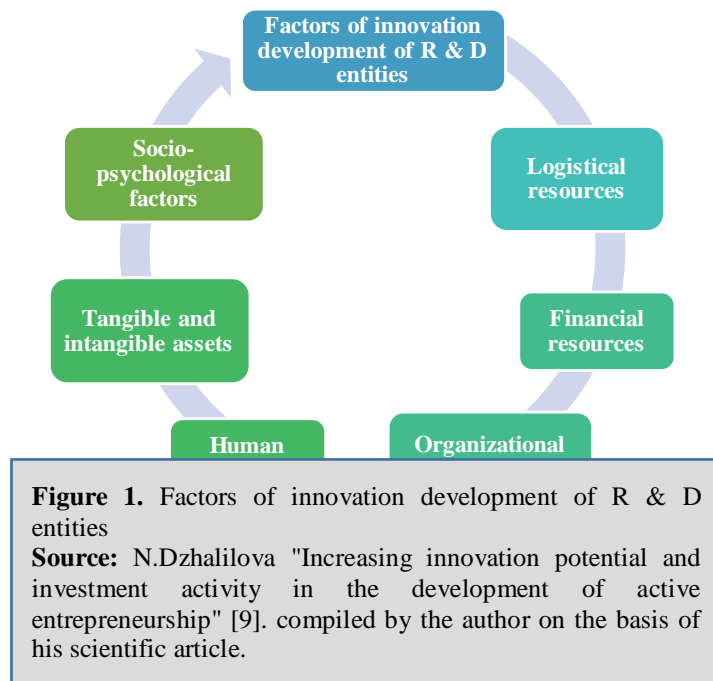 Factors of innovation
development of R & D
entities
Socio-
psychological
factors
Logistical
resources
Tangible and
intangible assets
Financial
resources
Human
Organizational
Figure 1. Factors of innovation development of R & D
entities
Source: N.Dzhalilova "Increasing innovation potential and
investment activity in the development of active
entrepreneurship" [9]. compiled by the author on the basis of
his scientific article.